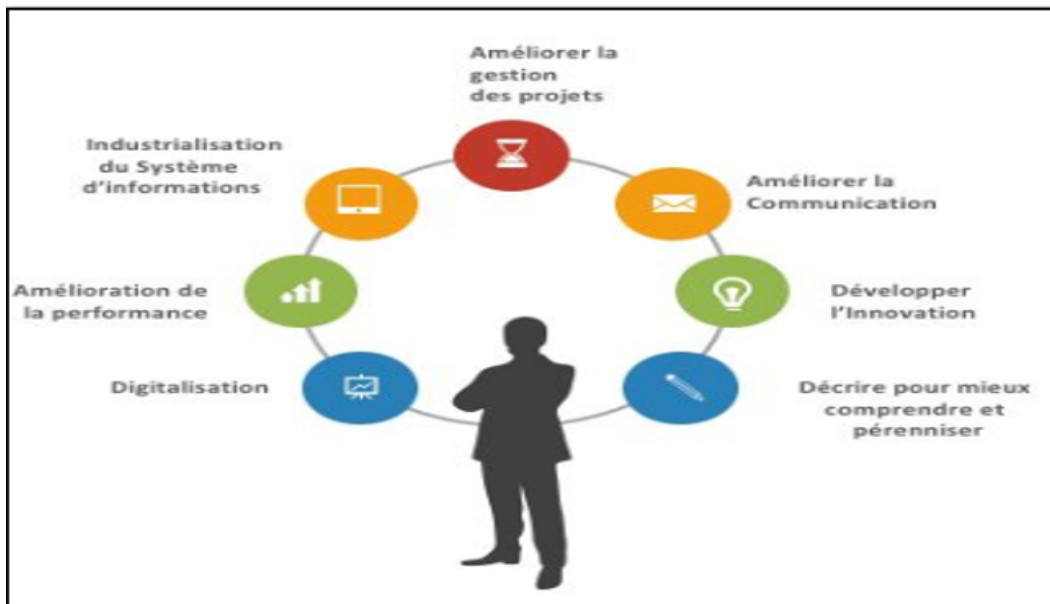 Améliorer la
gestion
des projets
Industrialisation
du Système
d'informations
Améliorer la
Communication
Amélioration de
la performance
Développer
l'Innovation
Digitalisation
Décrire pour mieux
comprendre et
pérenniser